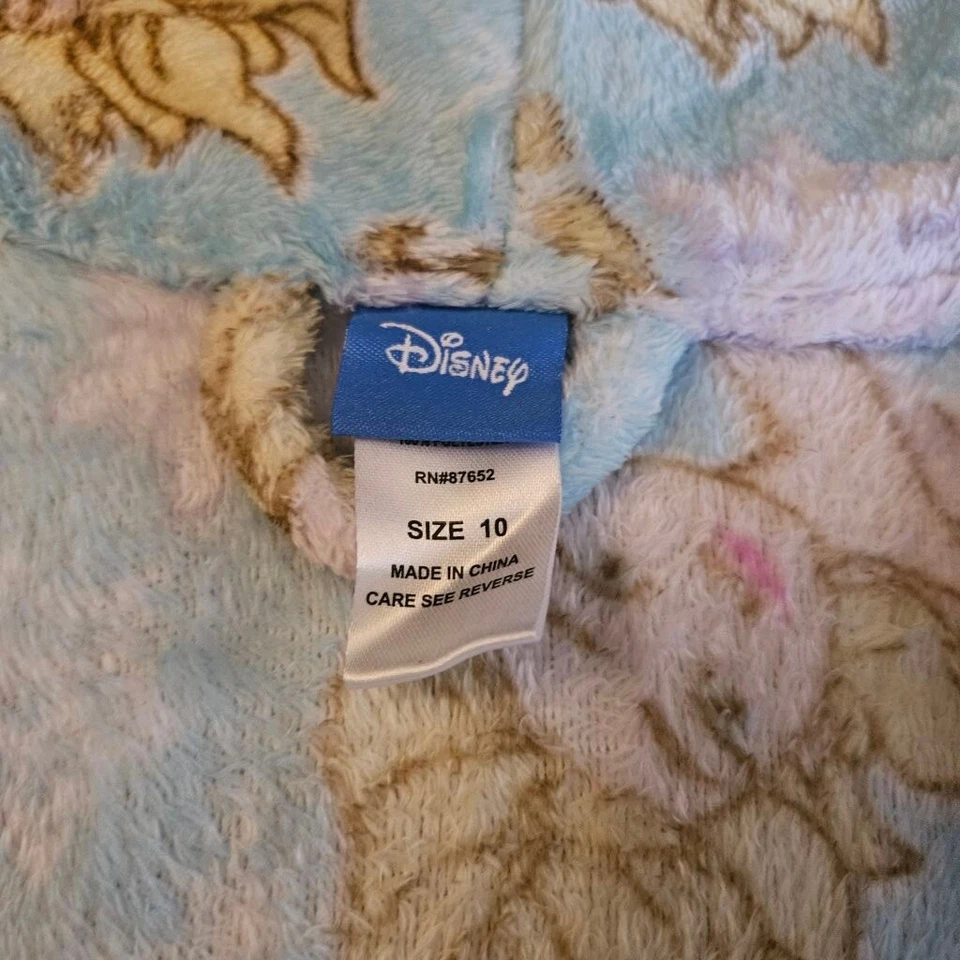 Disney
RN#87652
SIZE 10
MADE IN CHINA
CARE SEE REVERSE